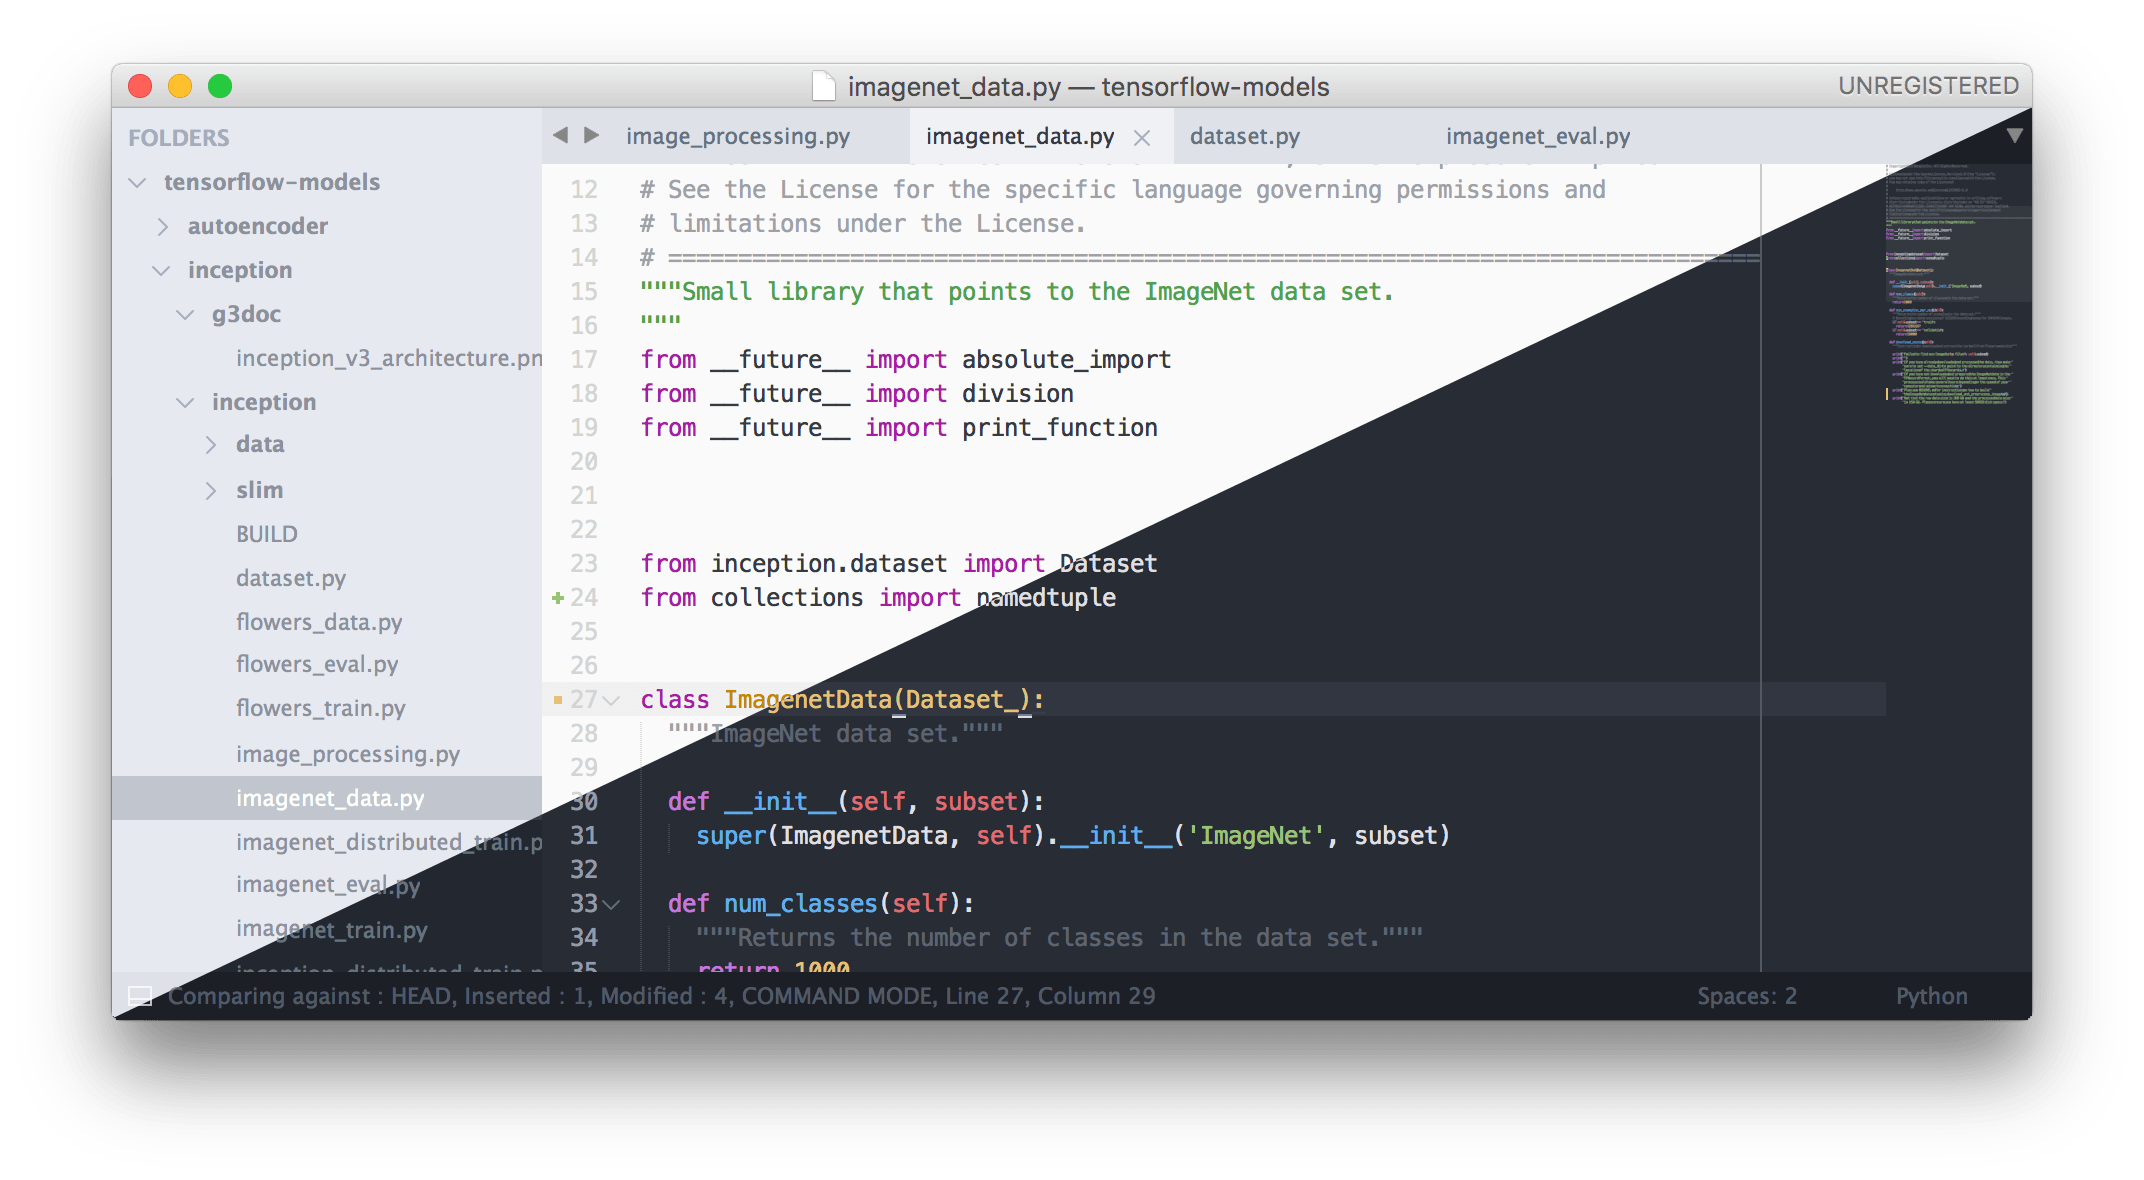 imagenet_data.py — tensorflow-models
UNREGISTERED
FOLDERS
tensorflow-models
autoencoder
inception
g3doc
inception_v3_architecture.pn
inception
data
slim
BUILD
dataset.py
flowers_data.py
flowers_eval.py
flowers_train.py
image_processing.py
imagenet_data.py
imagenet_distributed_train.p
imagenet_eval.py
imagenet_train.py
inception_distributed_train.p
image_processing.py
imagenet_data.py
dataset.py
imagenet_eval.py
12 # See the License for the specific language governing permissions and
13 # limitations under the License.
14 # ==============================================================================
15 """Small library that points to the ImageNet data set.
16 """
17 from __future__ import absolute_import
18 from __future__ import division
19 from __future__ import print_function
20
21
22
23 from inception.dataset import Dataset
24 from collections import namedtuple
25
26
27 class ImagenetData(Dataset_):
28 """ImageNet data set."""
29
30 def __init__(self, subset):
31 super(ImagenetData, self).__init__('ImageNet', subset)
32
33 def num_classes(self):
34 """Returns the number of classes in the data set."""
35 return 1000
Comparing against : HEAD, Inserted : 1, Modified : 4, COMMAND MODE, Line 27, Column 29
Spaces: 2
Python